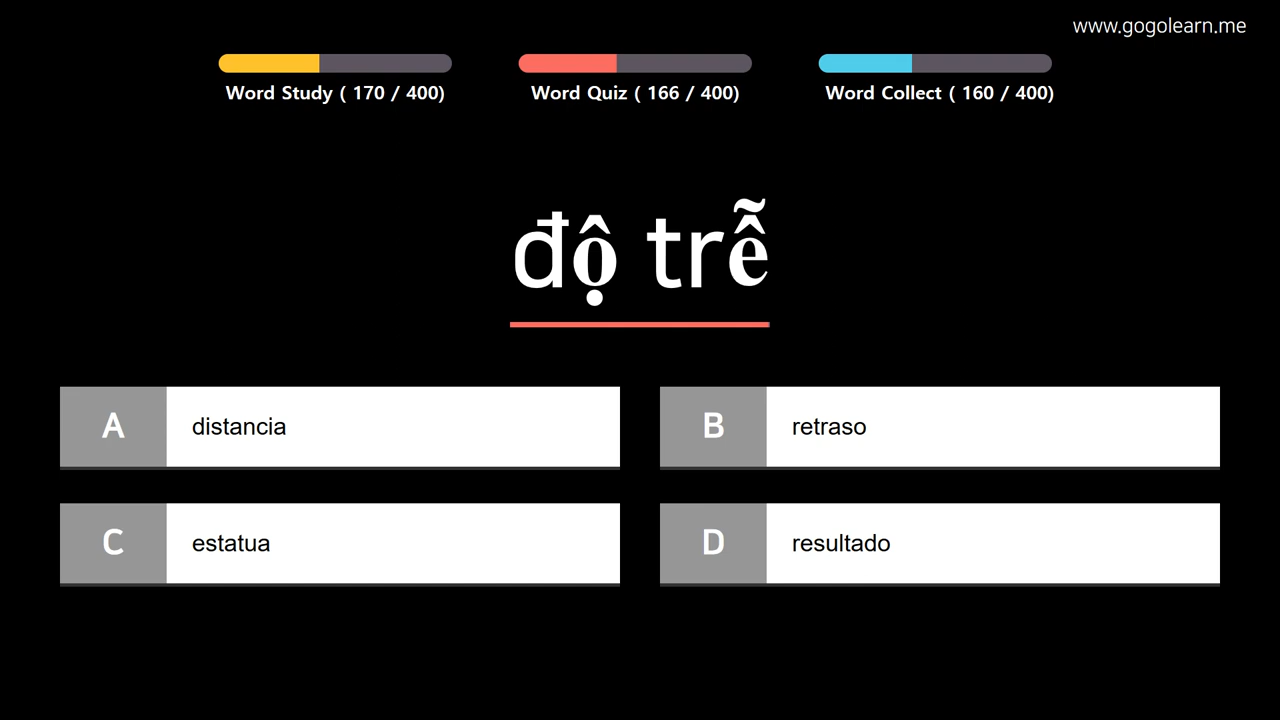 www.gogolearn.me
Word Study ( 170 / 400)
Word Quiz ( 166 / 400)
Word Collect ( 160 / 400)
độ trễ
A distancia
B retraso
C estatua
D resultado